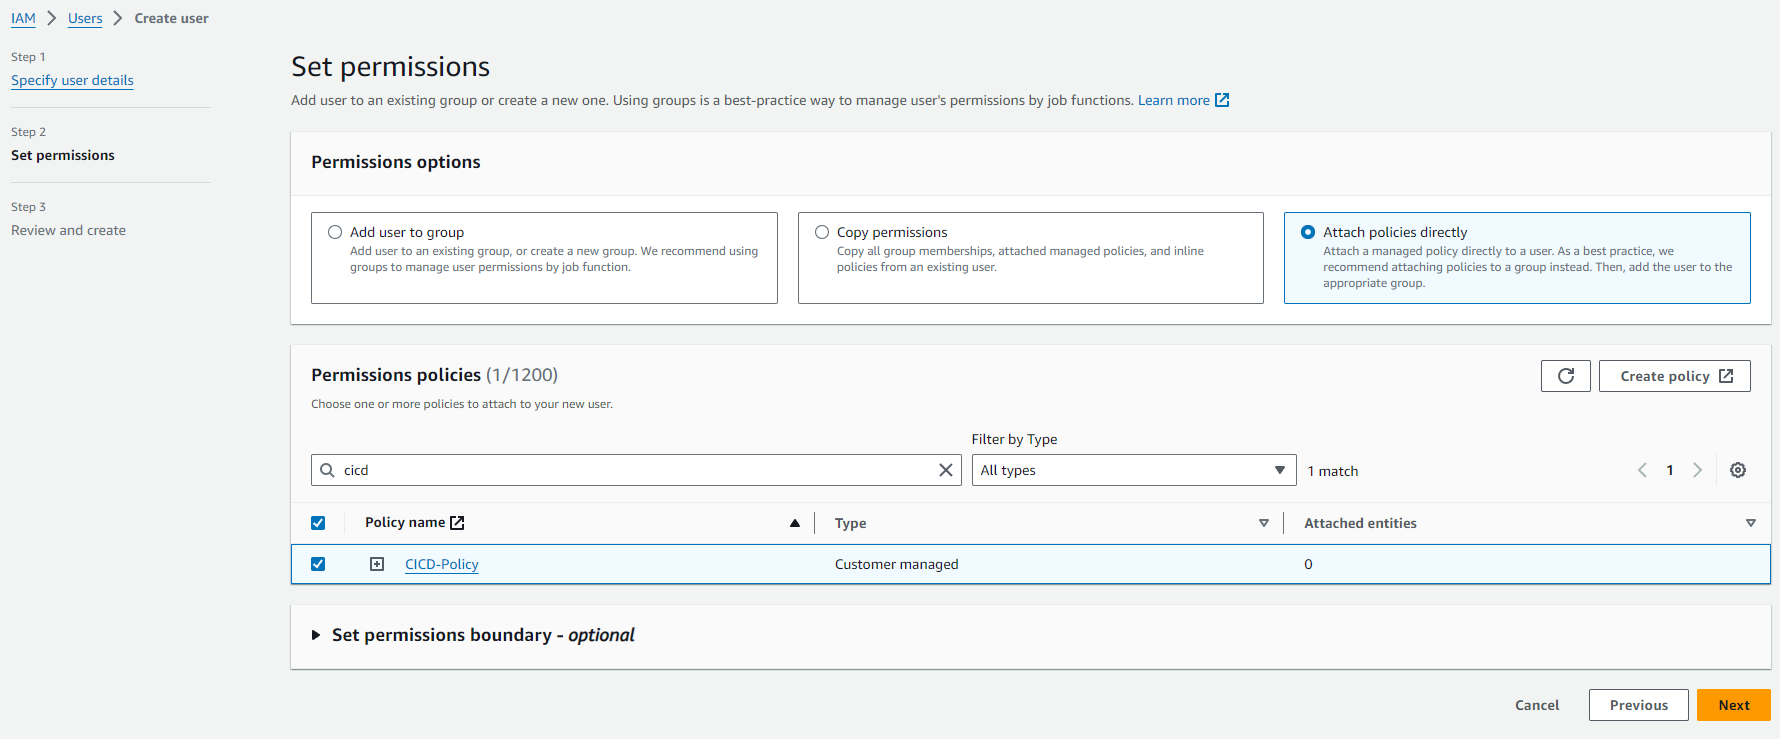 IAM > Users > Create user
Step 1
Specify user details
Step 2
Set permissions
Step 3
Review and create
Set permissions
Add user to an existing group or create a new one. Using groups is a best-practice way to manage user's permissions by job functions. Learn more
Permissions options
Add user to group
Add user to an existing group, or create a new group. We recommend using
groups to manage user permissions by job function.
Copy permissions
Copy all group memberships, attached managed policies, and inline
policies from an existing user.
Attach policies directly
Attach a managed policy directly to a user. As a best practice, we
recommend attaching policies to a group instead. Then, add the user to the
appropriate group.
Permissions policies (1/1200)
Create policy
Choose one or more policies to attach to your new user.
Filter by Type
cicd
All types
1 match
1
Policy name
Type
Attached entities
CICD-Policy
Customer managed
0
Set permissions boundary - optional
Cancel
Previous
Next